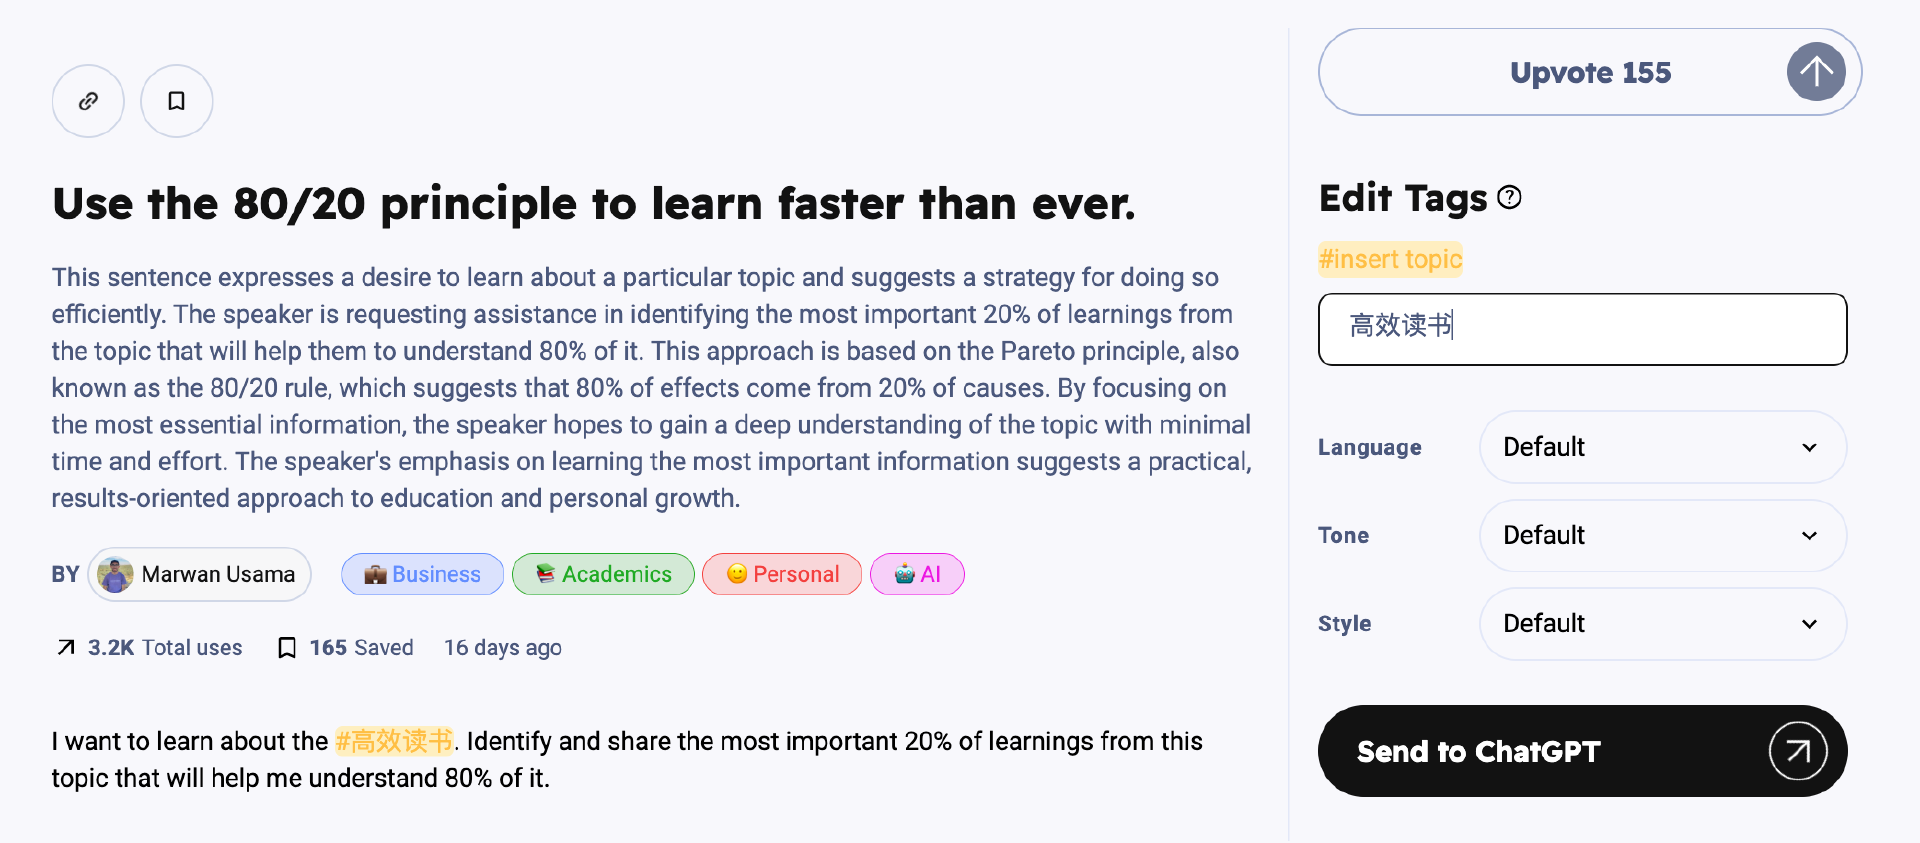 Use the 80/20 principle to learn faster than ever.
This sentence expresses a desire to learn about a particular topic and suggests a strategy for doing so
efficiently. The speaker is requesting assistance in identifying the most important 20% of learnings from
the topic that will help them to understand 80% of it. This approach is based on the Pareto principle, also
known as the 80/20 rule, which suggests that 80% of effects come from 20% of causes. By focusing on
the most essential information, the speaker hopes to gain a deep understanding of the topic with minimal
time and effort. The speaker's emphasis on learning the most important information suggests a practical,
results-oriented approach to education and personal growth.
BY Marwan Usama Business Academics Personal AI
3.2K Total uses 165 Saved 16 days ago
I want to learn about the #高效读书. Identify and share the most important 20% of learnings from this
topic that will help me understand 80% of it.
Upvote 155
Edit Tags
#insert topic
高效读书
Language Default
Tone Default
Style Default
Send to ChatGPT